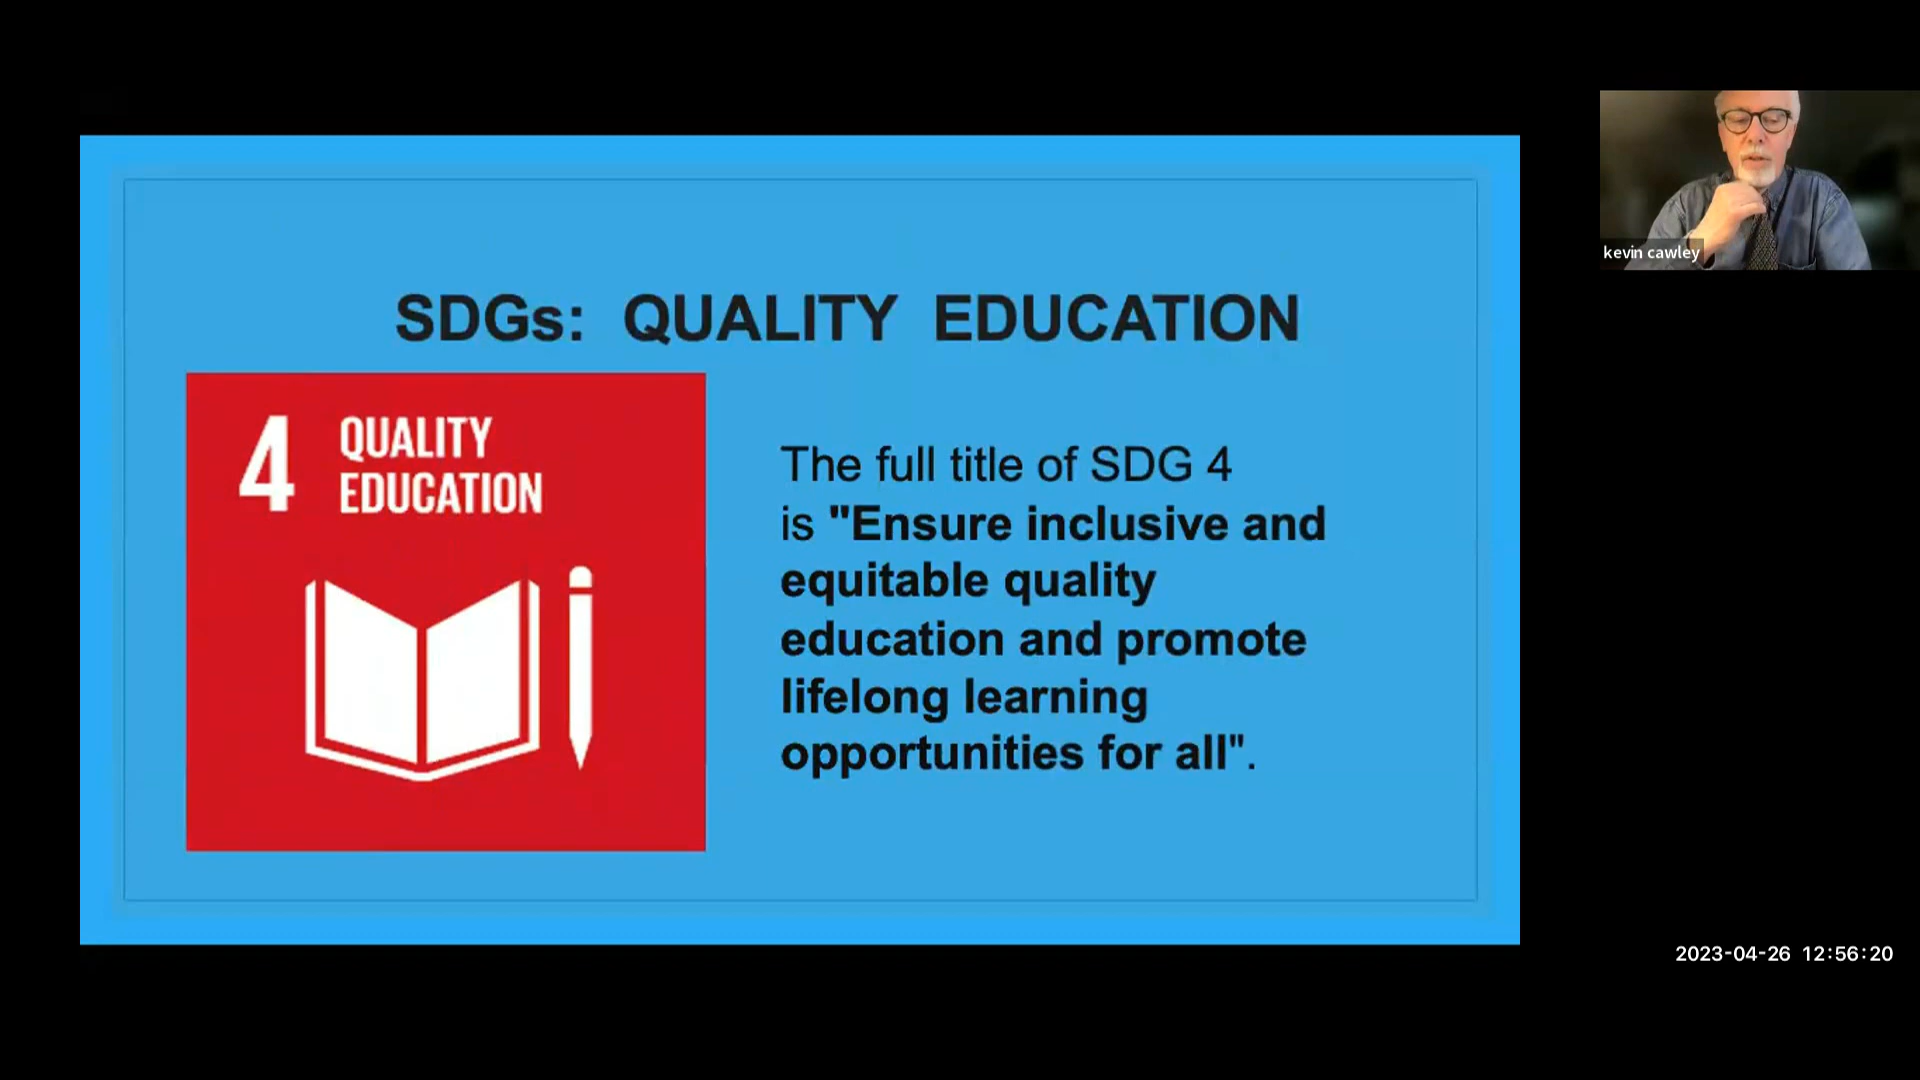 SDGs: QUALITY EDUCATION
4 QUALITY
EDUCATION
The full title of SDG 4
is "Ensure inclusive and
equitable quality
education and promote
lifelong learning
opportunities for all".
kevin cawley
2023-04-26 12:56:20